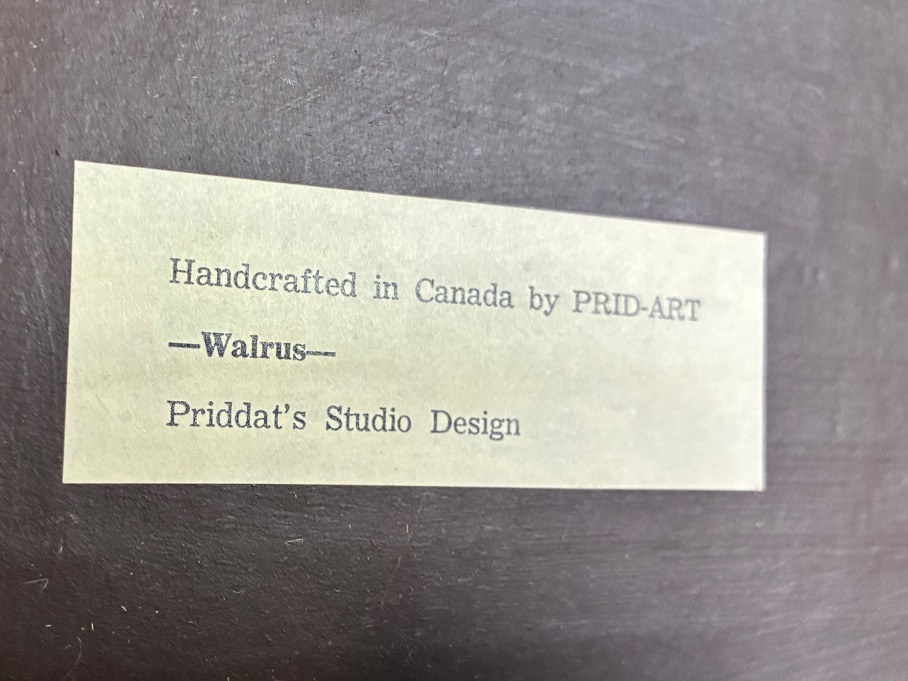 Handcrafted in Canada by PRID-ART
—Walrus—
Priddat's Studio Design